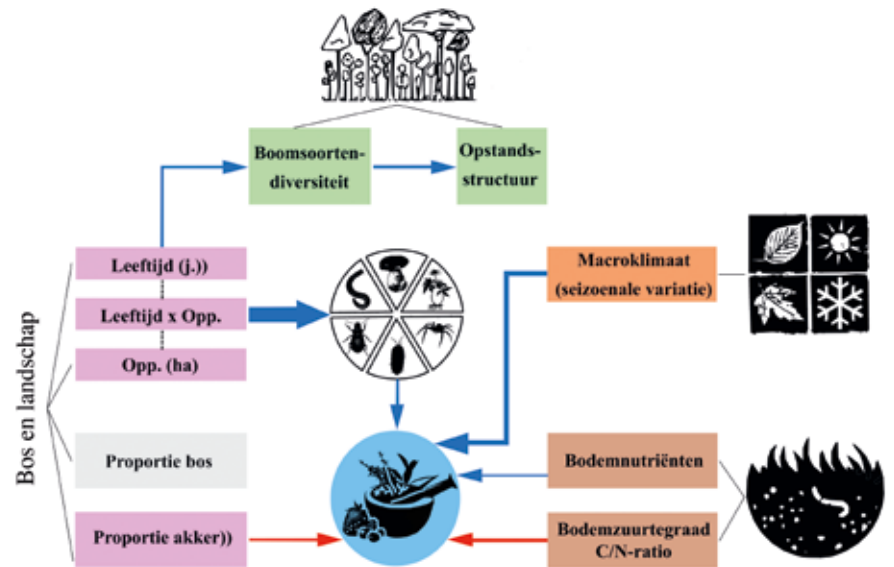 Boomsoorten-
diversiteit
Opstands-
structuur
Bos en landschap
Leeftijd (j.))
Leeftijd x Opp.
Opp. (ha)
Proportie bos
Proportie akker))
Macroklimaat
(seizoenale variatie)
Bodemnutriënten
Bodemzuurtegraad
C/N-ratio